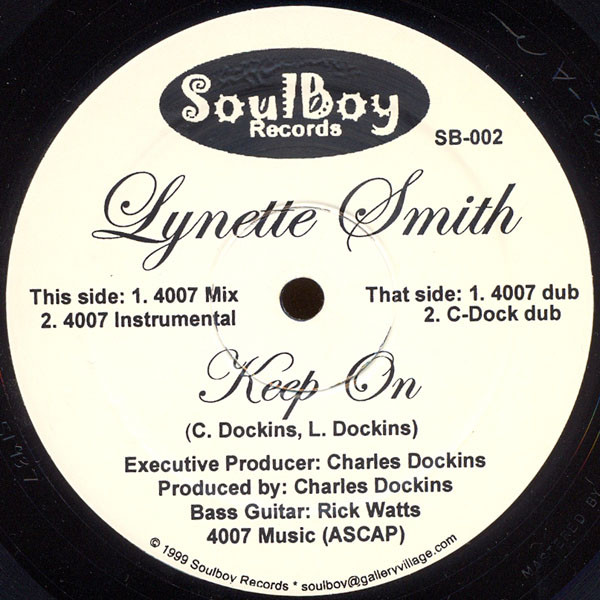 SoulBoy
Records
SB-002
Lynette Smith
This side: 1. 4007 Mix
2. 4007 Instrumental
That side: 1. 4007 dub
2. C-Dock dub
Keep On
(C. Dockins, L. Dockins)
Executive Producer: Charles Dockins
Produced by: Charles Dockins
Bass Guitar: Rick Watts
4007 Music (ASCAP)
© 1999 Soulboy Records * soulboy@galleryvillage.com
MASTERED BY